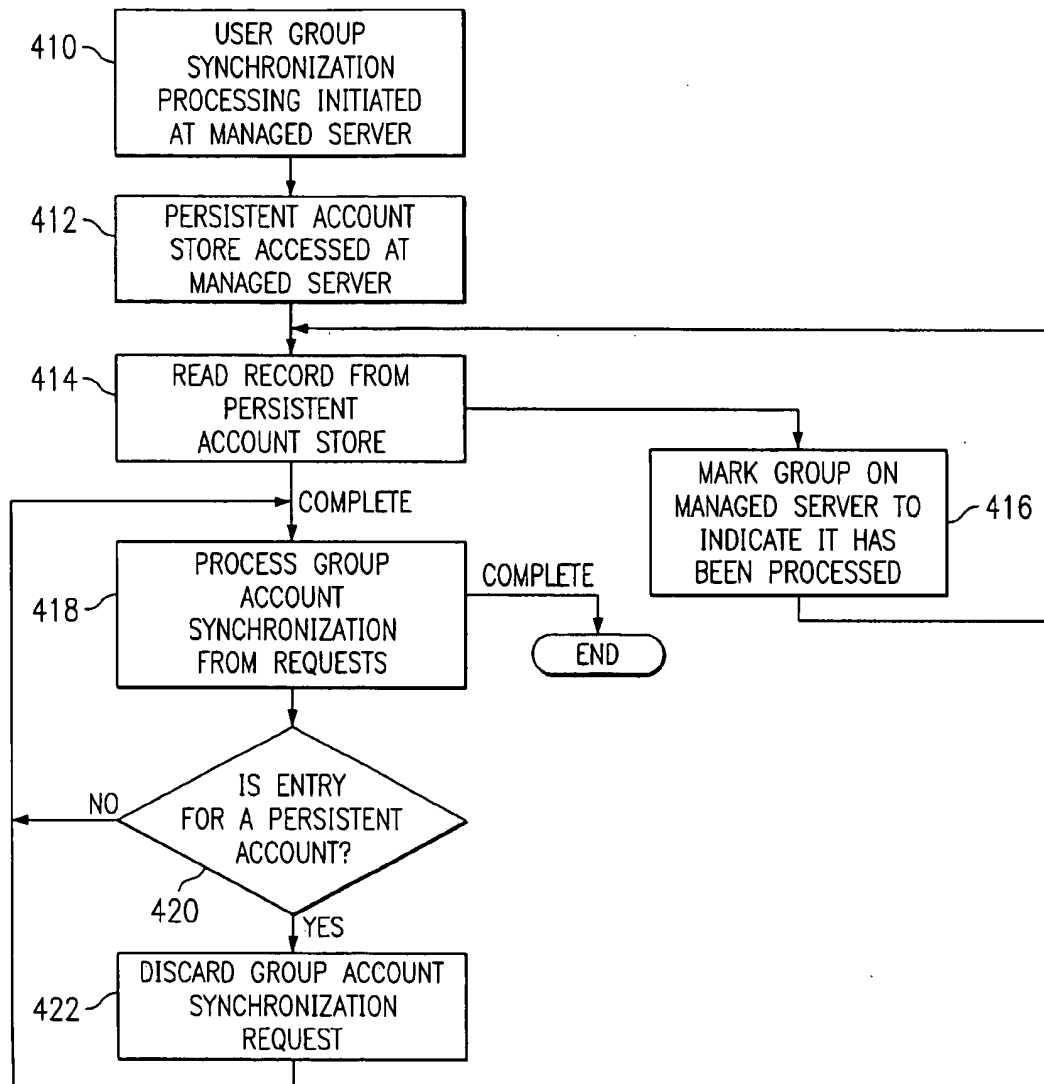 410
USER GROUP
SYNCHRONIZATION
PROCESSING INITIATED
AT MANAGED SERVER
412
PERSISTENT ACCOUNT
STORE ACCESSED AT
MANAGED SERVER
414
READ RECORD FROM
PERSISTENT
ACCOUNT STORE
MARK GROUP ON
MANAGED SERVER TO
INDICATE IT HAS
BEEN PROCESSED
416
COMPLETE
418
PROCESS GROUP
ACCOUNT
SYNCHRONIZATION
FROM REQUESTS
COMPLETE
END
IS ENTRY
FOR A PERSISTENT
ACCOUNT?
NO
420
YES
422
DISCARD GROUP ACCOUNT
SYNCHRONIZATION
REQUEST